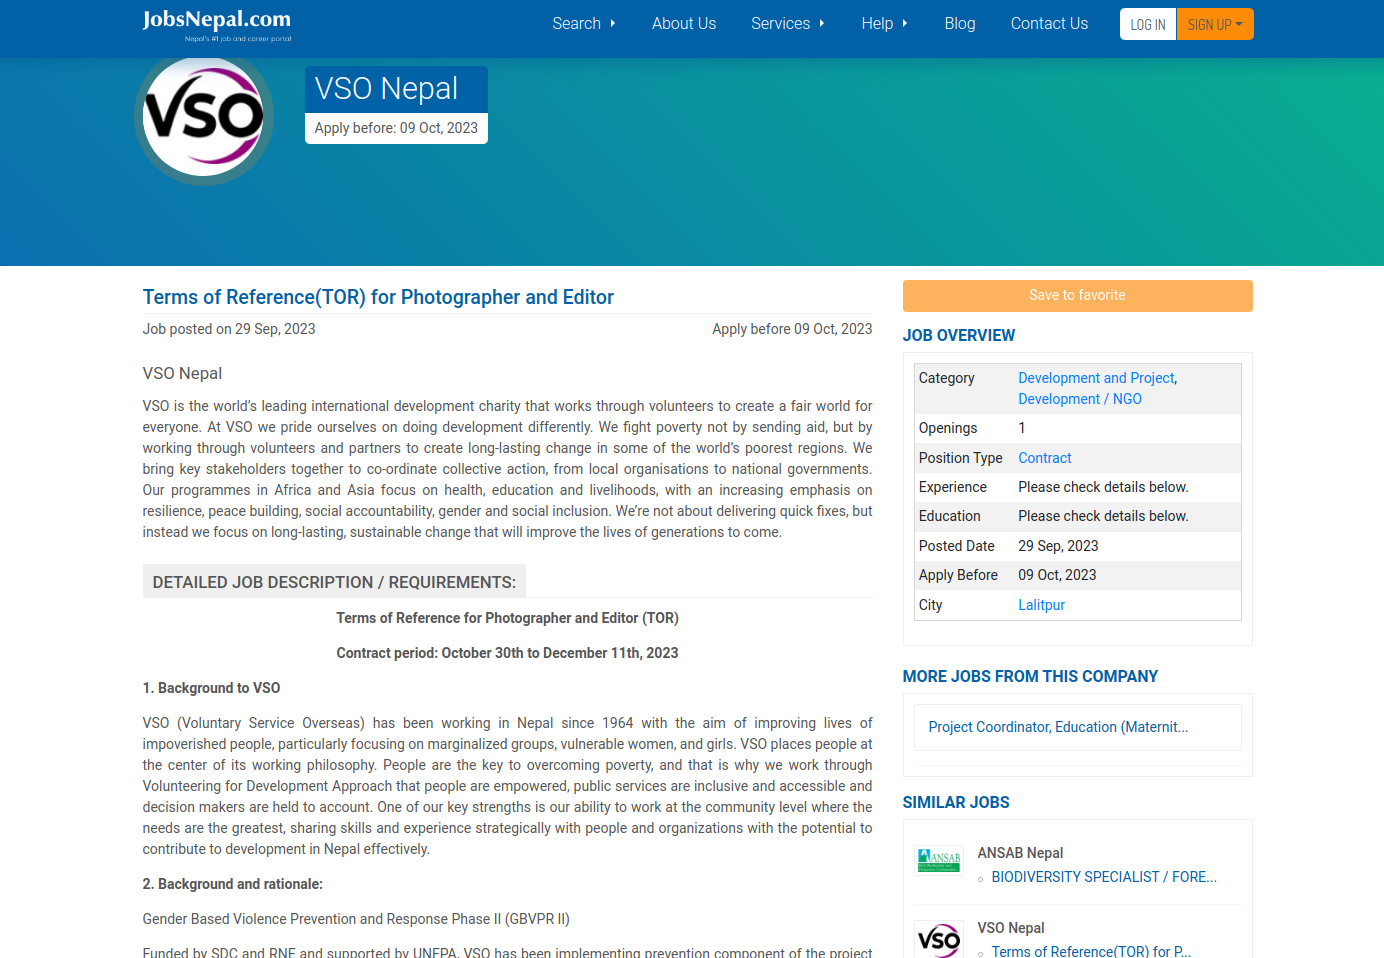 JobsNepal.com
Nepal's #1 job and career portal
Search
About Us
Services
Help
Blog
Contact Us
LOG IN
SIGN UP
VSO
VSO Nepal
Apply before: 09 Oct, 2023
Terms of Reference(TOR) for Photographer and Editor
Job posted on 29 Sep, 2023
Apply before 09 Oct, 2023
VSO Nepal
VSO is the world’s leading international development charity that works through volunteers to create a fair world for
everyone. At VSO we pride ourselves on doing development differently. We fight poverty not by sending aid, but by
working through volunteers and partners to create long-lasting change in some of the world’s poorest regions. We
bring key stakeholders together to co-ordinate collective action, from local organisations to national governments.
Our programmes in Africa and Asia focus on health, education and livelihoods, with an increasing emphasis on
resilience, peace building, social accountability, gender and social inclusion. We’re not about delivering quick fixes, but
instead we focus on long-lasting, sustainable change that will improve the lives of generations to come.
DETAILED JOB DESCRIPTION / REQUIREMENTS:
Terms of Reference for Photographer and Editor (TOR)
Contract period: October 30th to December 11th, 2023
1. Background to VSO
VSO (Voluntary Service Overseas) has been working in Nepal since 1964 with the aim of improving lives of
impoverished people, particularly focusing on marginalized groups, vulnerable women, and girls. VSO places people at
the center of its working philosophy. People are the key to overcoming poverty, and that is why we work through
Volunteering for Development Approach that people are empowered, public services are inclusive and accessible and
decision makers are held to account. One of our key strengths is our ability to work at the community level where the
needs are the greatest, sharing skills and experience strategically with people and organizations with the potential to
contribute to development in Nepal effectively.
2. Background and rationale:
Gender Based Violence Prevention and Response Phase II (GBVPR II)
Funded by SDC and RNE and supported by UNFPA, VSO has been implementing prevention component of the project
Save to favorite
JOB OVERVIEW
Category Development and Project,
Development / NGO
Openings 1
Position Type Contract
Experience Please check details below.
Education Please check details below.
Posted Date 29 Sep, 2023
Apply Before 09 Oct, 2023
City Lalitpur
MORE JOBS FROM THIS COMPANY
Project Coordinator, Education (Maternit...
SIMILAR JOBS
ANSAB
ANSAB Nepal
BIODIVERSITY SPECIALIST / FORE...
VSO
VSO Nepal
Terms of Reference(TOR) for P...